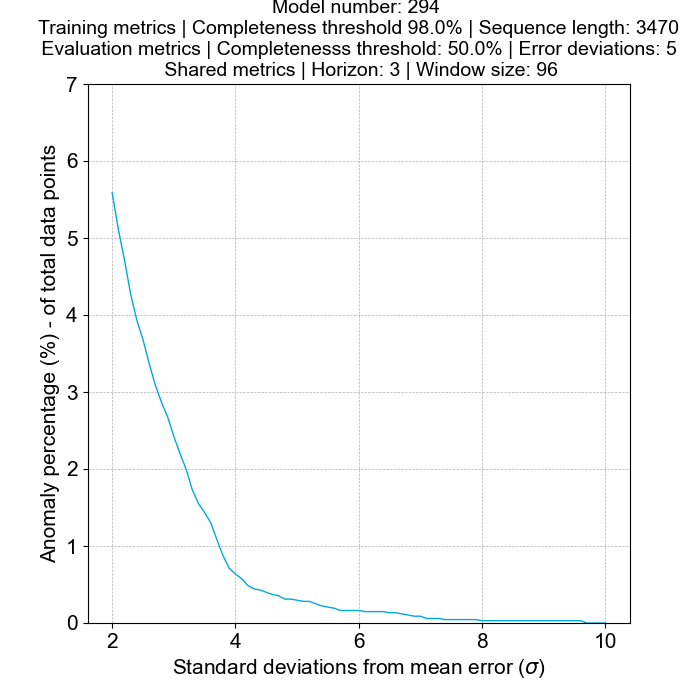 Model number: 294
Training metrics | Completeness threshold 98.0% | Sequence length: 3470
Evaluation metrics | Completenesss threshold: 50.0% | Error deviations: 5
Shared metrics | Horizon: 3 | Window size: 96
7
6
5
4
3
2
1
0
Anomaly percentage (%) - of total data points
2 4 6 8 10
Standard deviations from mean error (σ)